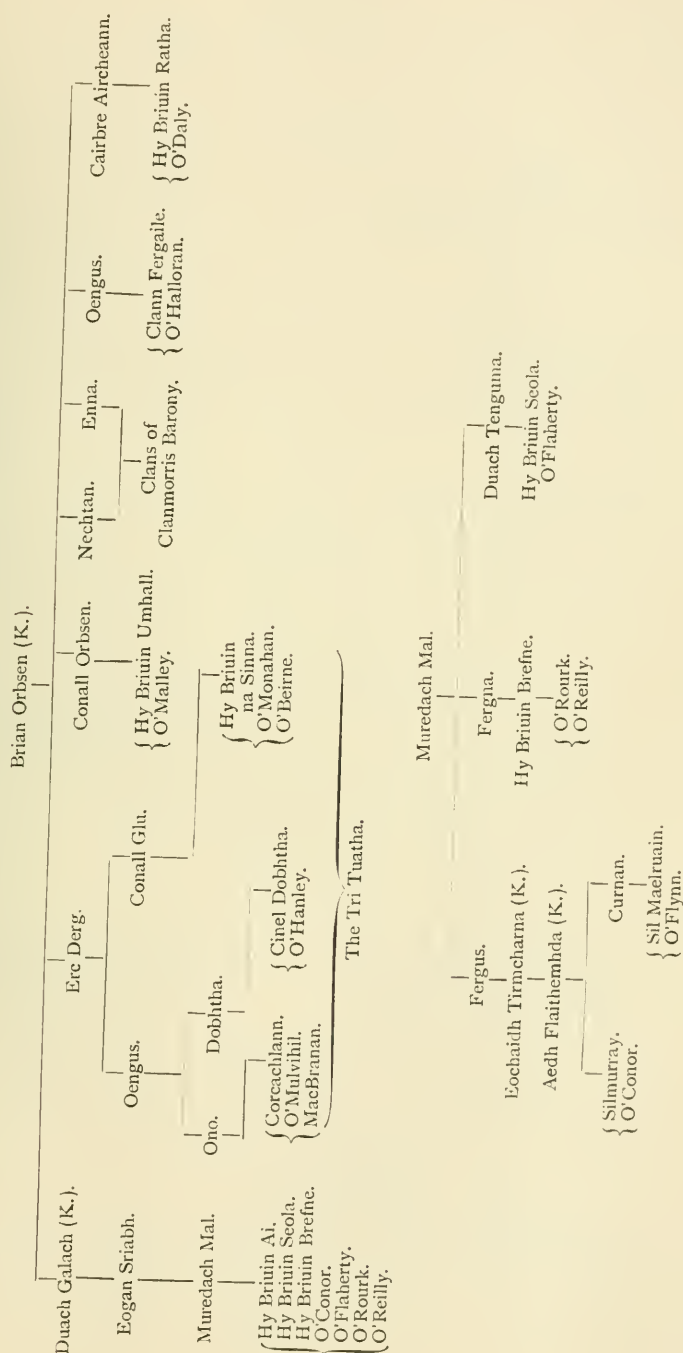 Brian Orbsen (K.).
Duach Galach (K.). Erc Derg. Conall Orbsen. Nechtan. Enna. Oengus. Cairbre Aircheann.
Eogan Sriabh. Oengus. Conall Glu. { Hy Briuin Umhall. Clans of { Clann Fergaile. { Hy Briuin Ratha.
{ O'Malley. Clanmorris Barony. { O'Halloran. { O'Daly.
Muredach Mal. Ono. Dobhtha.
{ Hy Briuin Ai. { Corcachlann. { Cinel Dobhtha. { Hy Briuin
{ Hy Briuin Seola. { O'Mulvihil. { O'Hanley. { na Sinna.
{ Hy Briuin Brefne. { MacBranan. { O'Monahan.
{ O'Conor. { O'Beirne.
{ O'Flaherty.
{ O'Rourk.
{ O'Reilly.
The Tri Tuatha.
Muredach Mal.
Fergus. Fergna. Duach Tenguma.
Eochaidh Tirmcharna (K.). Hy Briuin Brefne. Hy Briuin Seola.
O'Flaherty.
Aedh Flaithemhda (K.). { O'Rourk.
{ O'Reilly.
{ Silmurray. Curnan.
{ O'Conor.
{ Sil Maelruain.
{ O'Flynn.